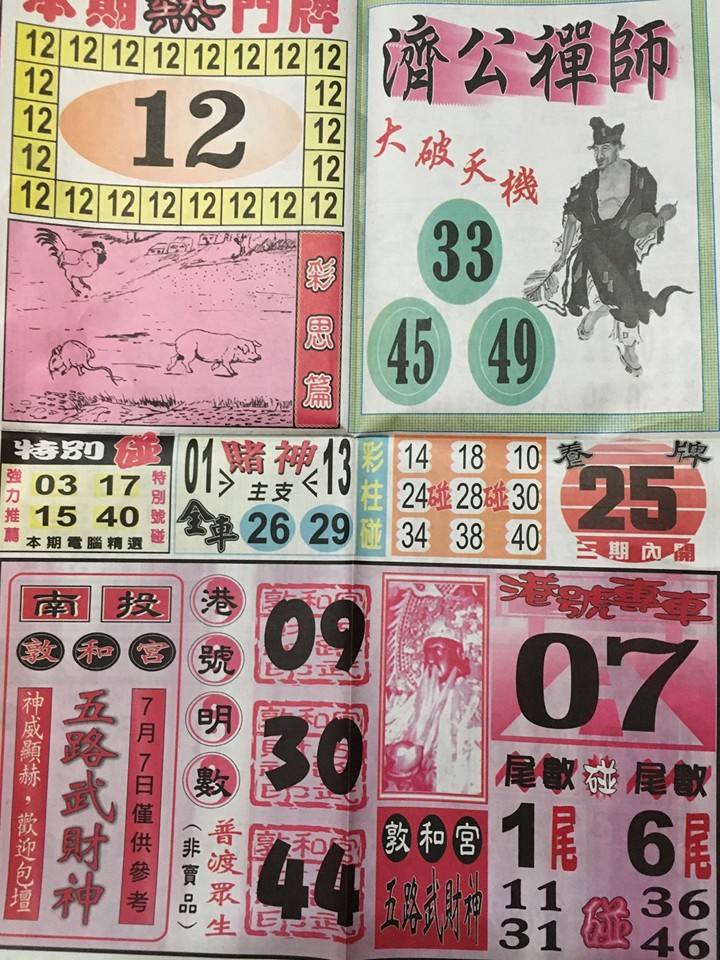 本期熱門牌
12 12 12 12 12 12 12 12
12 12
12 12
12 12
12 12 12 12 12 12 12 12 12
12
彩思篇
濟公禪師
大破天機
33
45 49
特別碰
強力推薦
03 17
15 40
特別號碰
本期電腦精選
01 賭神 13
主支
全車 26 29
彩柱碰
14 18 10
24碰28碰30
34 38 40
養牌
25
三期內開
南投
敦和宮
7月7日僅供參考
五路武財神
神威顯赫，歡迎包壇
港號明數
(非賣品)
普渡眾生
09
30
44
港號專車
07
敦和宮
五路武財神
尾數碰尾數
1尾 6尾
11 碰 36
31 46